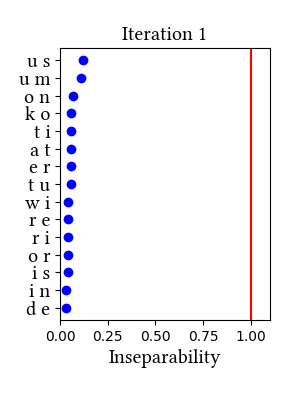 Iteration 1
u s
u m
o n
k o
t i
a t
e r
t u
w i
r e
r i
o r
i s
i n
d e
0.00 0.25 0.50 0.75 1.00
Inseparability